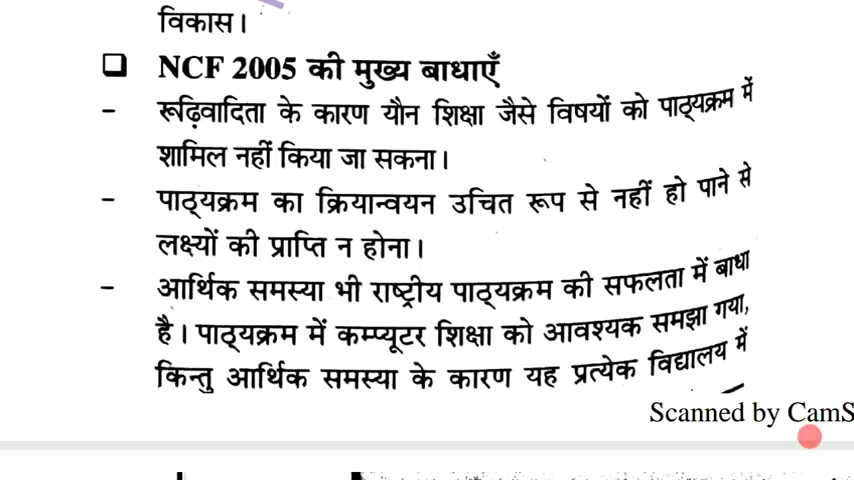 विकास।
❑ NCF 2005 की मुख्य बाधाएँ
- रूढ़िवादिता के कारण यौन शिक्षा जैसे विषयों को पाठ्यक्रम में
शामिल नहीं किया जा सकना।
- पाठ्यक्रम का क्रियान्वयन उचित रूप से नहीं हो पाने से
लक्ष्यों की प्राप्ति न होना।
- आर्थिक समस्या भी राष्ट्रीय पाठ्यक्रम की सफलता में बाधा
है। पाठ्यक्रम में कम्प्यूटर शिक्षा को आवश्यक समझा गया,
किन्तु आर्थिक समस्या के कारण यह प्रत्येक विद्यालय में
Scanned by CamS